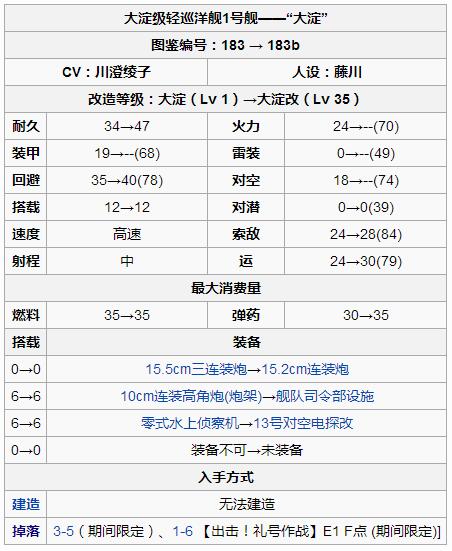 大淀级轻巡洋舰1号舰——“大淀”
图鉴编号：183 → 183b
CV：川澄绫子 人设：藤川
改造等级：大淀（Lv 1）→大淀改（Lv 35）
耐久 34→47 火力 24→--(70)
装甲 19→--(68) 雷装 0→--(49)
回避 35→40(78) 对空 18→--(74)
搭载 12→12 对潜 0→0(39)
速度 高速 索敌 24→28(84)
射程 中 运 24→30(79)
最大消费量
燃料 35→35 弹药 30→35
搭载 装备
0→0 15.5cm三连装炮→15.2cm连装炮
6→6 10cm连装高角炮(炮架)→舰队司令部设施
6→6 零式水上侦察机→13号对空电探改
0→0 装备不可→未装备
入手方式
建造 无法建造
掉落 3-5（期间限定）、1-6 【出击！礼号作战】E1 F点 (期间限定)]